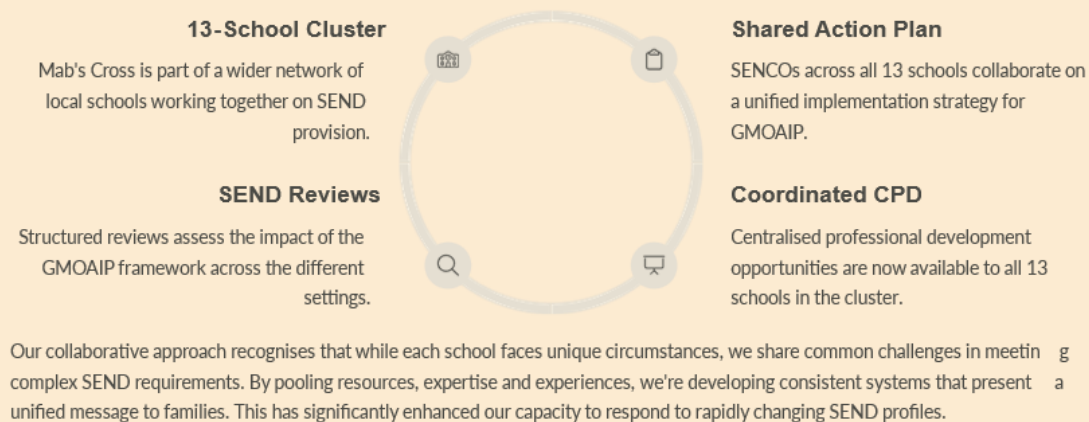 13-School Cluster
Mab's Cross is part of a wider network of
local schools working together on SEND
provision.
Shared Action Plan
SENCOs across all 13 schools collaborate on
a unified implementation strategy for
GMOAIP.
SEND Reviews
Structured reviews assess the impact of the
GMOAIP framework across the different
settings.
Coordinated CPD
Centralised professional development
opportunities are now available to all 13
schools in the cluster.
Our collaborative approach recognises that while each school faces unique circumstances, we share common challenges in meetin g
complex SEND requirements. By pooling resources, expertise and experiences, we're developing consistent systems that present a
unified message to families. This has significantly enhanced our capacity to respond to rapidly changing SEND profiles.